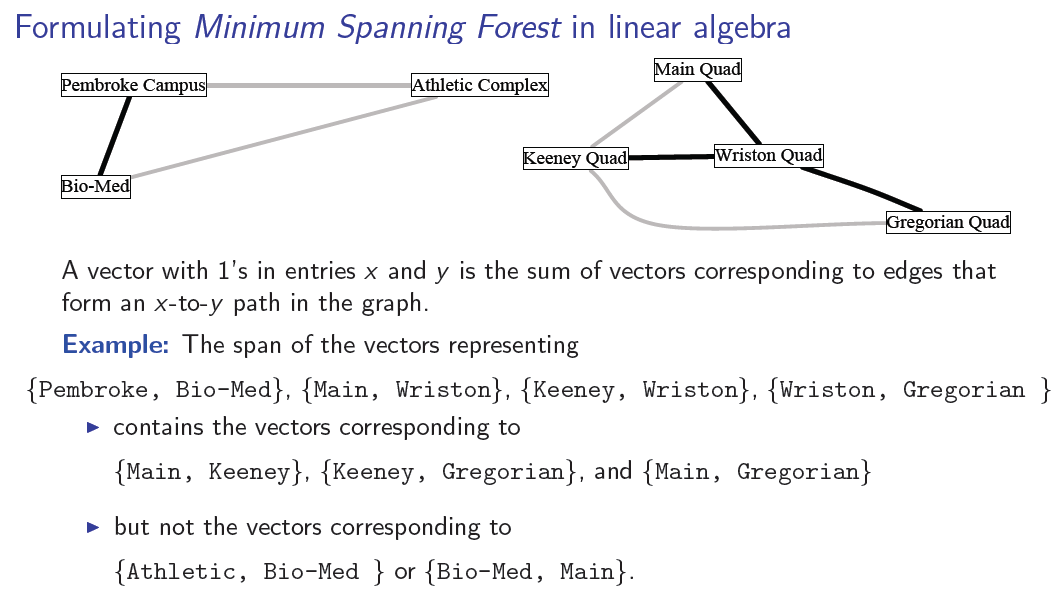 Formulating Minimum Spanning Forest in linear algebra
Main Quad
Pembroke Campus
Athletic Complex
Keeney Quad
Wriston Quad
Bio-Med
Gregorian Quad
A vector with 1's in entries x and y is the sum of vectors corresponding to edges that
form an x-to-y path in the graph.
Example: The span of the vectors representing
{Pembroke, Bio-Med}, {Main, Wriston}, {Keeney, Wriston}, {Wriston, Gregorian }
▶ contains the vectors corresponding to
{Main, Keeney}, {Keeney, Gregorian}, and {Main, Gregorian}
▶ but not the vectors corresponding to
{Athletic, Bio-Med } or {Bio-Med, Main}.